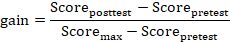 gain = (Score_posttest − Score_pretest) / (Score_max − Score_pretest)